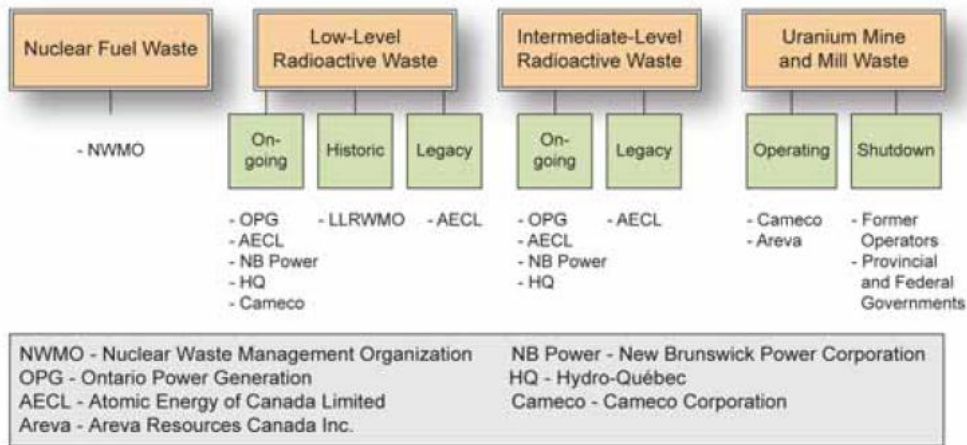 Nuclear Fuel Waste
- NWMO
Low-Level
Radioactive Waste
On-
going
- OPG
- AECL
- NB Power
- HQ
- Cameco
Historic
- LLRWMO
Legacy
- AECL
Intermediate-Level
Radioactive Waste
On-
going
- OPG
- AECL
- NB Power
- HQ
Legacy
- AECL
Uranium Mine
and Mill Waste
Operating
- Cameco
- Areva
Shutdown
- Former
Operators
- Provincial
and Federal
Governments
NWMO - Nuclear Waste Management Organization
OPG - Ontario Power Generation
AECL - Atomic Energy of Canada Limited
Areva - Areva Resources Canada Inc.
NB Power - New Brunswick Power Corporation
HQ - Hydro-Québec
Cameco - Cameco Corporation